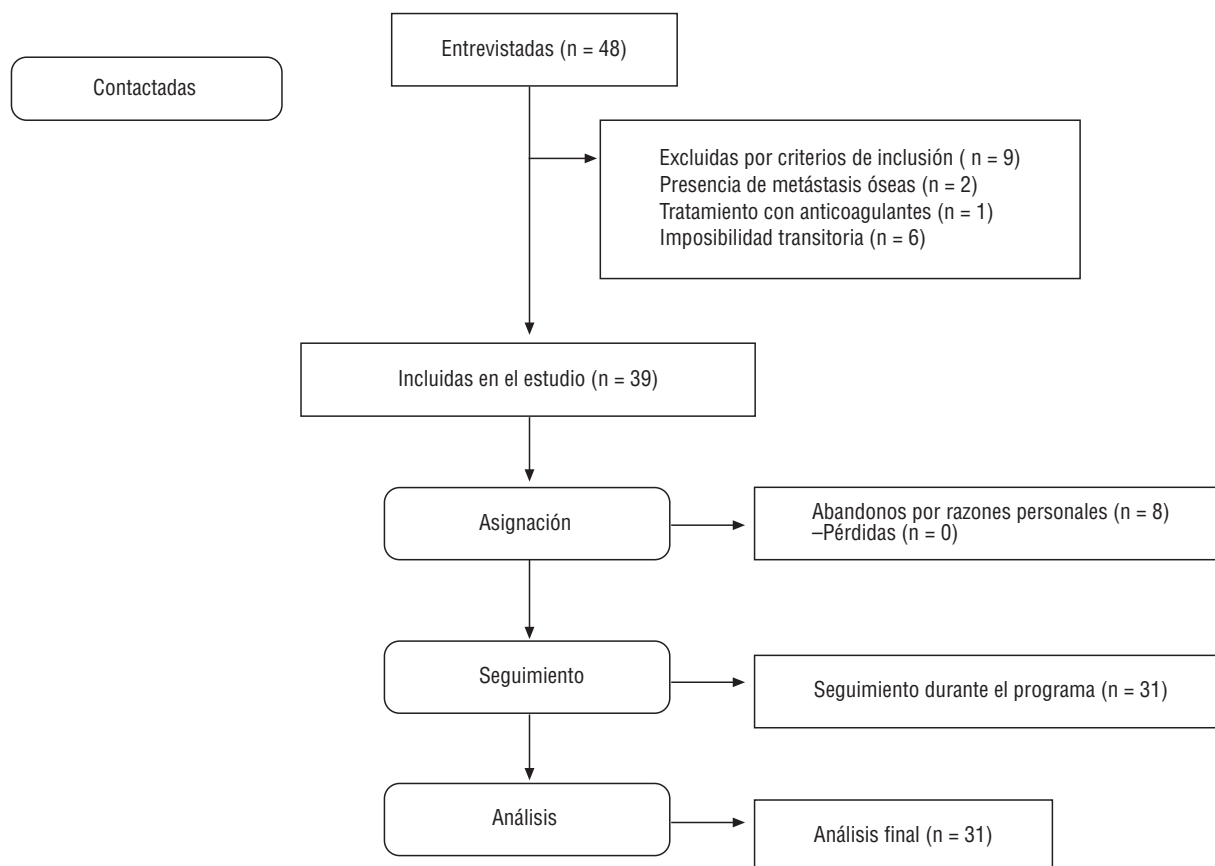 Entrevistadas (n = 48)
Contactadas
Excluidas por criterios de inclusión ( n = 9)
Presencia de metástasis óseas (n = 2)
Tratamiento con anticoagulantes (n = 1)
Imposibilidad transitoria (n = 6)
Incluidas en el estudio (n = 39)
Asignación
Abandonos por razones personales (n = 8)
–Pérdidas (n = 0)
Seguimiento
Seguimiento durante el programa (n = 31)
Análisis
Análisis final (n = 31)